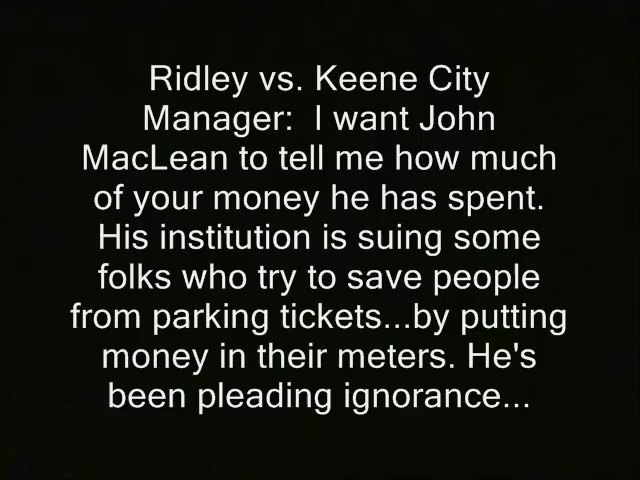 Ridley vs. Keene City
Manager:  I want John
MacLean to tell me how much
of your money he has spent.
His institution is suing some
folks who try to save people
from parking tickets...by putting
money in their meters. He's
been pleading ignorance...